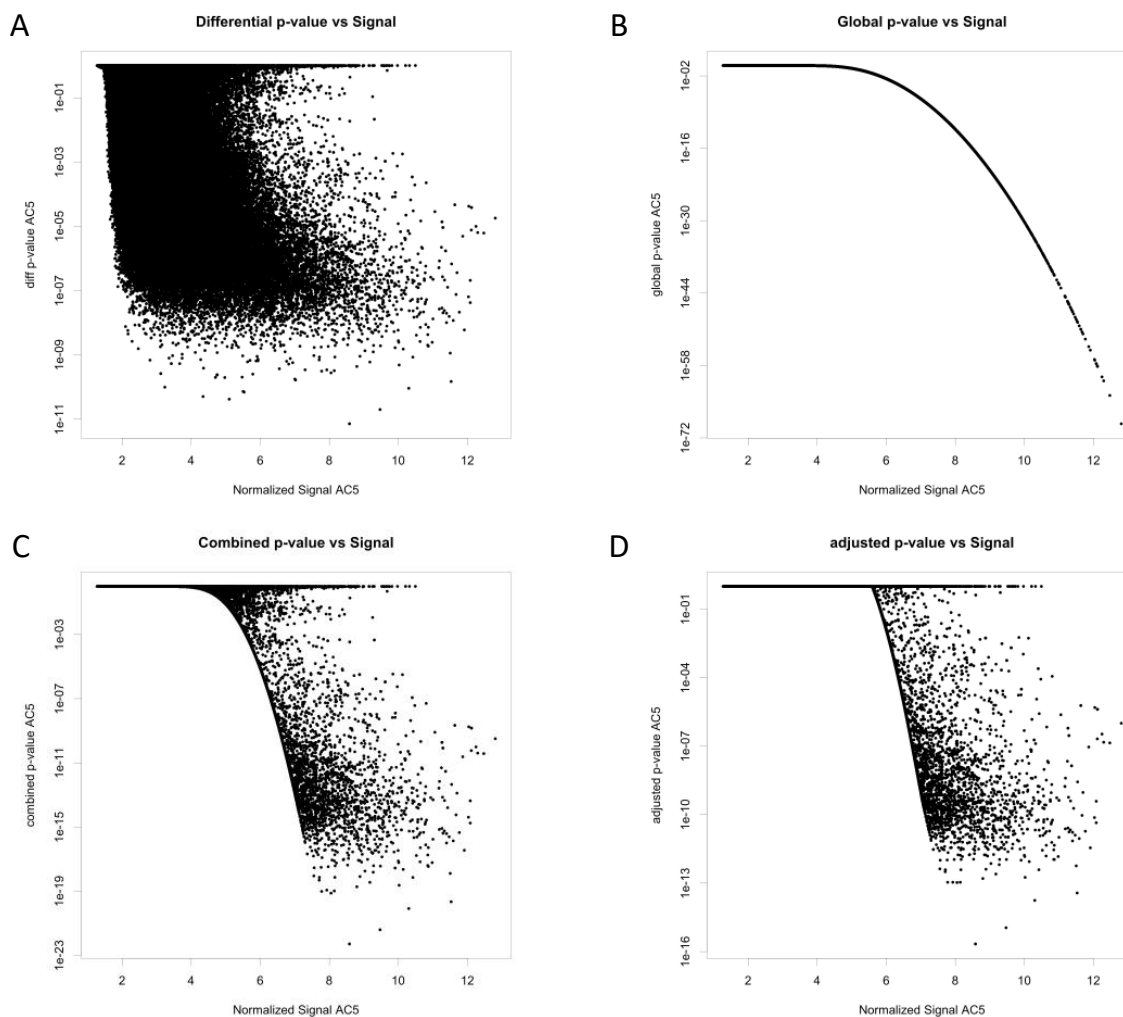 A
Differential p-value vs Signal
diff p-value AC5
1e-01
1e-03
1e-05
1e-07
1e-09
1e-11
2 4 6 8 10 12
Normalized Signal AC5
B
Global p-value vs Signal
global p-value AC5
1e-02
1e-16
1e-30
1e-44
1e-58
1e-72
2 4 6 8 10 12
Normalized Signal AC5
C
Combined p-value vs Signal
combined p-value AC5
1e-03
1e-07
1e-11
1e-15
1e-19
1e-23
2 4 6 8 10 12
Normalized Signal AC5
D
adjusted p-value vs Signal
adjusted p-value AC5
1e-01
1e-04
1e-07
1e-10
1e-13
1e-16
2 4 6 8 10 12
Normalized Signal AC5